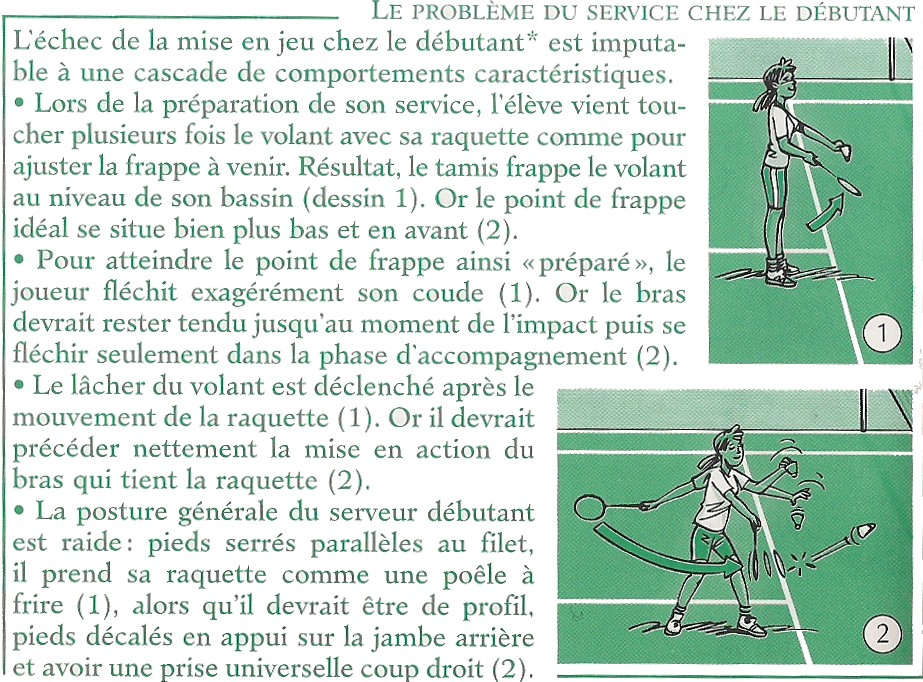 LE PROBLÈME DU SERVICE CHEZ LE DÉBUTANT
L'échec de la mise en jeu chez le débutant* est imputa-
ble à une cascade de comportements caractéristiques.
• Lors de la préparation de son service, l'élève vient tou-
cher plusieurs fois le volant avec sa raquette comme pour
ajuster la frappe à venir. Résultat, le tamis frappe le volant
au niveau de son bassin (dessin 1). Or le point de frappe
idéal se situe bien plus bas et en avant (2).
• Pour atteindre le point de frappe ainsi « préparé », le
joueur fléchit exagérément son coude (1). Or le bras
devrait rester tendu jusqu'au moment de l'impact puis se
fléchir seulement dans la phase d'accompagnement (2).
1
• Le lâcher du volant est déclenché après le
mouvement de la raquette (1). Or il devrait
précéder nettement la mise en action du
bras qui tient la raquette (2).
• La posture générale du serveur débutant
est raide : pieds serrés parallèles au filet,
il prend sa raquette comme une poêle à
frire (1), alors qu'il devrait être de profil,
pieds décalés en appui sur la jambe arrière
et avoir une prise universelle coup droit (2).
2